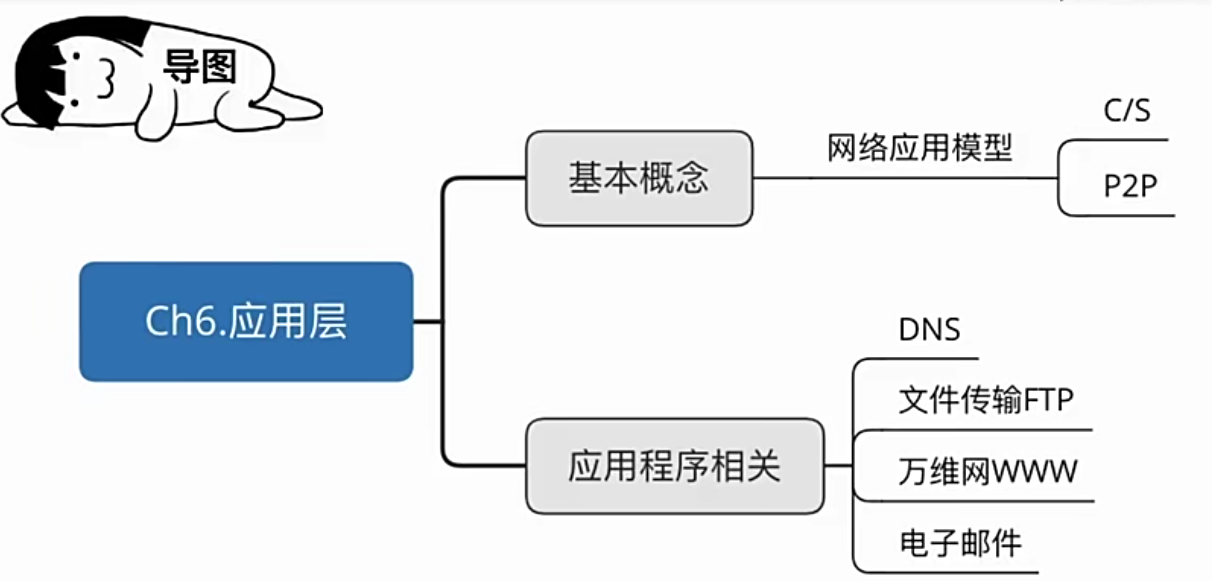 导图
Ch6.应用层
基本概念
网络应用模型
C/S
P2P
应用程序相关
DNS
文件传输FTP
万维网WWW
电子邮件